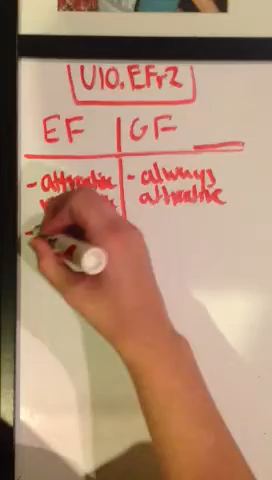 U10.EFr2
EF GF
- attractive
- always
attractive
-